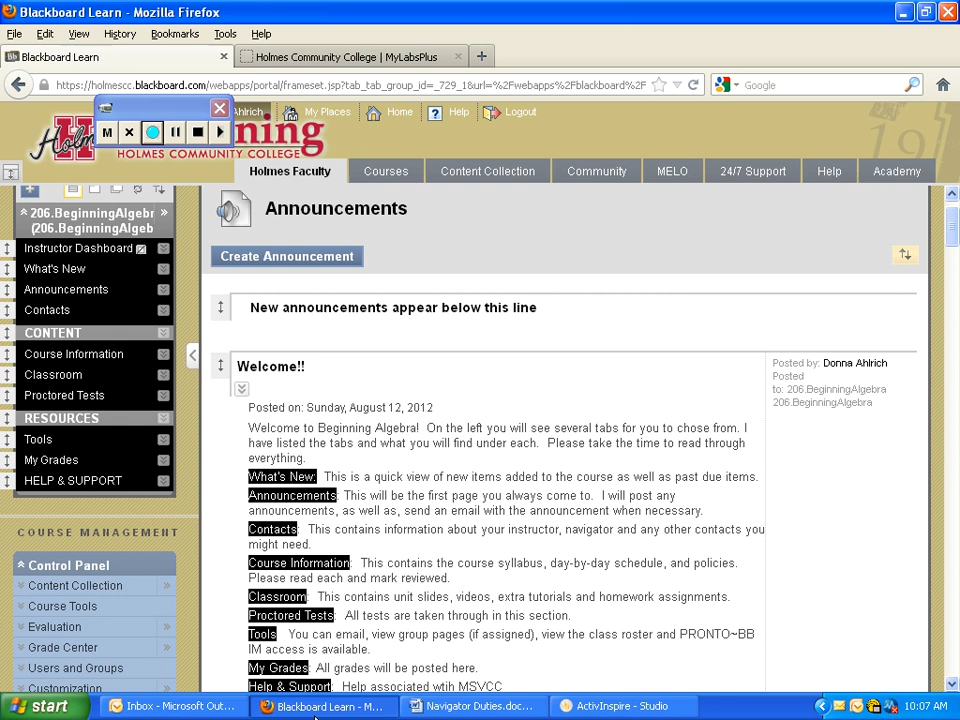 Blackboard Learn - Mozilla Firefox
File Edit View History Bookmarks Tools Help
Blackboard Learn
Holmes Community College | MyLabsPlus
https://holmescc.blackboard.com/webapps/portal/frameset.jsp?tab_tab_group_id=_729_1&url=%2Fwebapps%2Fblackboard%2F
Google
M
Ahlrich My Places Home Help Logout
HOLMES COMMUNITY COLLEGE
Holmes Faculty Courses Content Collection Community MELO 24/7 Support Help Academy
206.BeginningAlgebr
(206.BeginningAlgeb
Instructor Dashboard
What's New
Announcements
Contacts
CONTENT
Course Information
Classroom
Proctored Tests
RESOURCES
Tools
My Grades
HELP & SUPPORT
COURSE MANAGEMENT
Control Panel
Content Collection
Course Tools
Evaluation
Grade Center
Users and Groups
Customization
Announcements
Create Announcement
New announcements appear below this line
Welcome!!
Posted on: Sunday, August 12, 2012
Welcome to Beginning Algebra! On the left you will see several tabs for you to chose from. I
have listed the tabs and what you will find under each. Please take the time to read through
everything.
What's New: This is a quick view of new items added to the course as well as past due items.
Announcements: This will be the first page you always come to. I will post any
announcements, as well as, send an email with the announcement when necessary.
Contacts: This contains information about your instructor, navigator and any other contacts you
might need.
Course Information: This contains the course syllabus, day-by-day schedule, and policies.
Please read each and mark reviewed.
Classroom: This contains unit slides, videos, extra tutorials and homework assignments.
Proctored Tests: All tests are taken through in this section.
Tools You can email, view group pages (if assigned), view the class roster and PRONTO~BB
IM access is available.
My Grades: All grades will be posted here.
Help & Support: Help associated wtih MSVCC
Posted by: Donna Ahlrich
Posted
to: 206.BeginningAlgebra
206.BeginningAlgebra
start
Inbox - Microsoft Out...
Blackboard Learn - M...
Navigator Duties.doc...
ActivInspire - Studio
10:07 AM